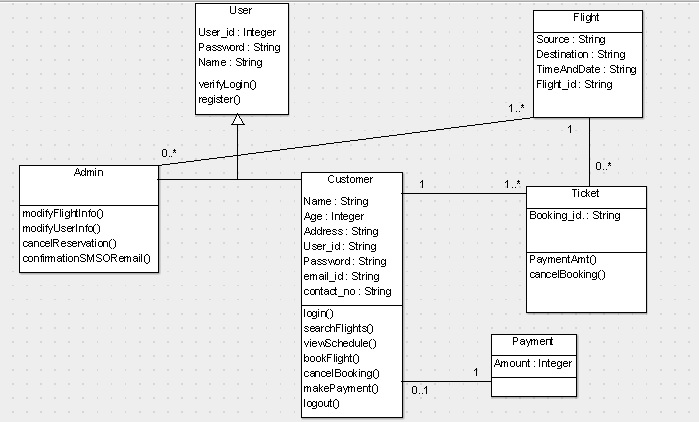 User
User_id : Integer
Password : String
Name : String
verifyLogin()
register()
Flight
Source : String
Destination : String
TimeAndDate : String
Flight_id : String
1..*
1
0..*
0..*
Admin
modifyFlightInfo()
modifyUserInfo()
cancelReservation()
confirmationSMSORemail()
Customer
Name : String
Age : Integer
Address : String
User_id : String
Password : String
email_id : String
contact_no : String
login()
searchFlights()
viewSchedule()
bookFlight()
cancelBooking()
makePayment()
logout()
1
1..*
Ticket
Booking_id. : String
PaymentAmt()
cancelBooking()
Payment
Amount : Integer
1
0..1